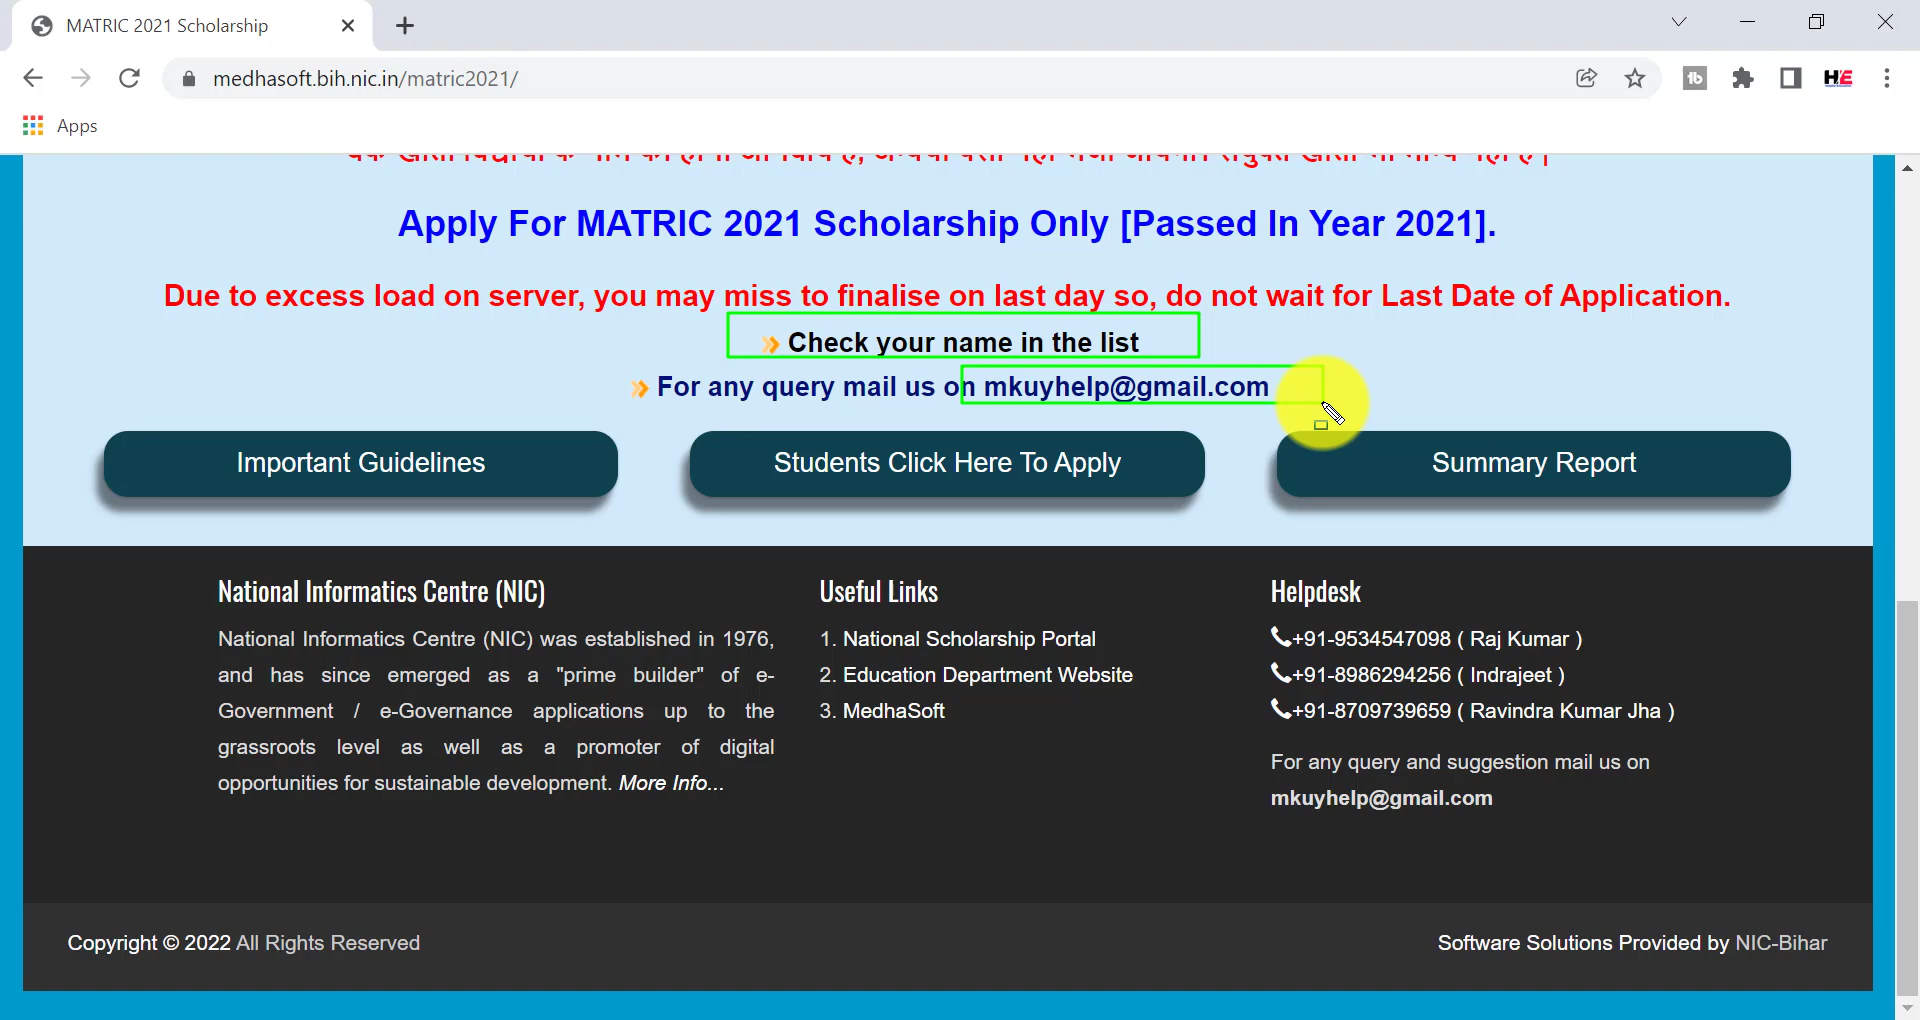 MATRIC 2021 Scholarship
medhasoft.bih.nic.in/matric2021/
Apps
Apply For MATRIC 2021 Scholarship Only [Passed In Year 2021].
Due to excess load on server, you may miss to finalise on last day so, do not wait for Last Date of Application.
Check your name in the list
For any query mail us on mkuyhelp@gmail.com
Important Guidelines
Students Click Here To Apply
Summary Report
National Informatics Centre (NIC)
National Informatics Centre (NIC) was established in 1976,
and has since emerged as a "prime builder" of e-
Government / e-Governance applications up to the
grassroots level as well as a promoter of digital
opportunities for sustainable development. More Info...
Useful Links
1. National Scholarship Portal
2. Education Department Website
3. MedhaSoft
Helpdesk
+91-9534547098 ( Raj Kumar )
+91-8986294256 ( Indrajeet )
+91-8709739659 ( Ravindra Kumar Jha )
For any query and suggestion mail us on
mkuyhelp@gmail.com
Copyright © 2022 All Rights Reserved
Software Solutions Provided by NIC-Bihar